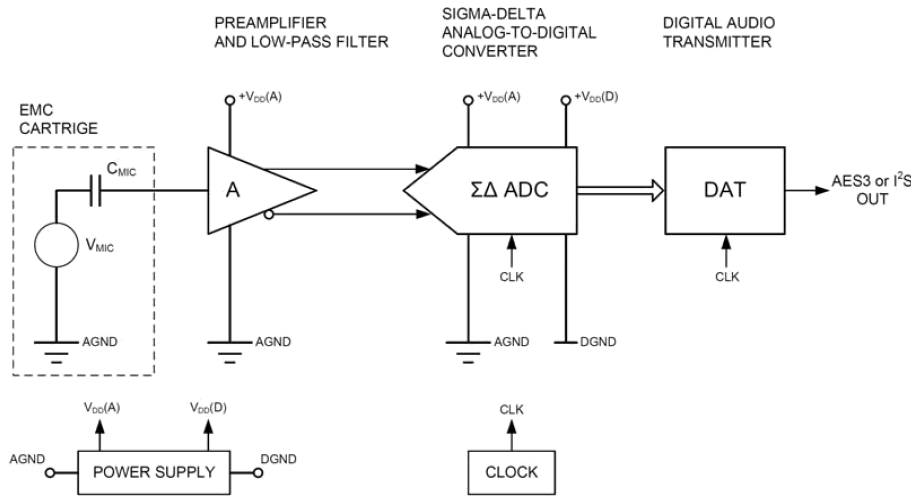 PREAMPLIFIER
AND LOW-PASS FILTER
SIGMA-DELTA
ANALOG-TO-DIGITAL
CONVERTER
DIGITAL AUDIO
TRANSMITTER
EMC
CARTRIGE
+VDD(A)
+VDD(A)
+VDD(D)
CMIC
A
ΣΔ ADC
DAT
AES3 or I²S
OUT
VMIC
CLK
CLK
AGND
AGND
AGND
DGND
VDD(A)
VDD(D)
CLK
AGND
POWER SUPPLY
DGND
CLOCK